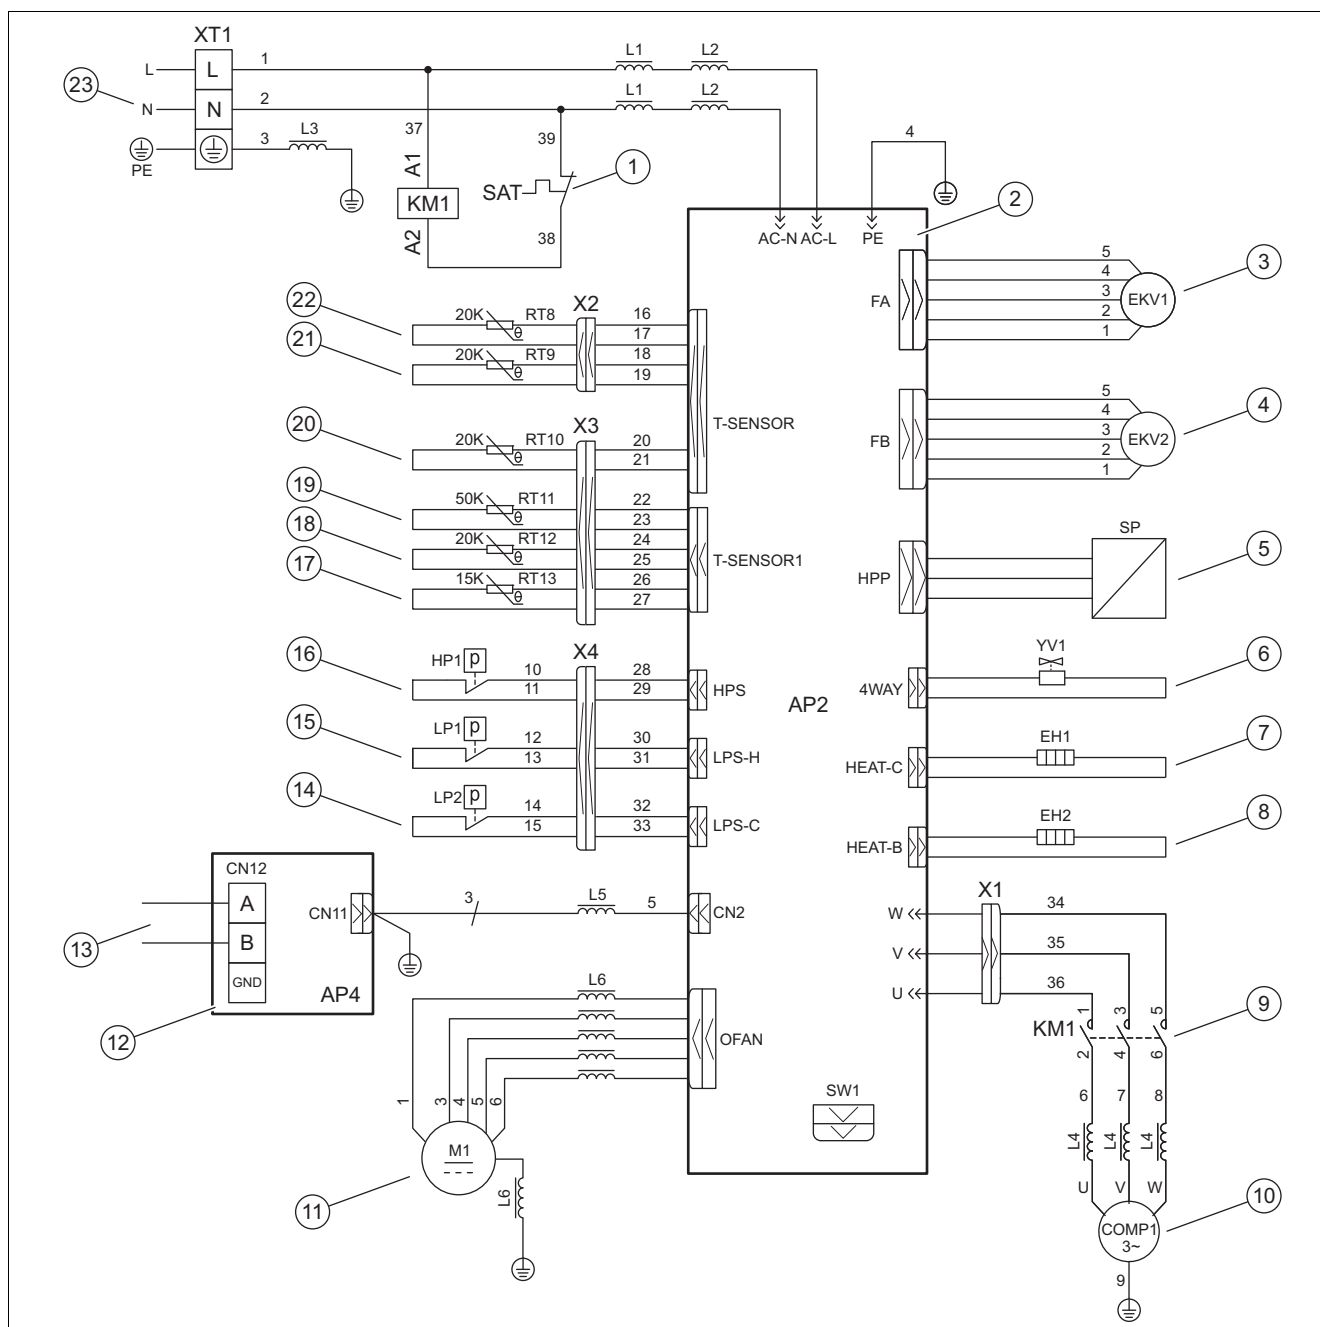 XT1
L L 1 L1 L2
23 N N 2 L1 L2
PE 3 L3
37 39 4
A1
KM1
A2
SAT 1
38
AC-N AC-L PE 2
FA 5 4 3 2 1 EKV1 3
22 20K RT8 X2 16
17
21 20K RT9 18
19
T-SENSOR
FB 5 4 3 2 1 EKV2 4
20 20K RT10 X3 20
21
19 50K RT11 22
23
18 20K RT12 24
25
17 15K RT13 26
27
T-SENSOR1
HPP SP 5
16 HP1 p 10 X4 28
11 29 HPS
AP2
4WAY YV1 6
15 LP1 p 12 30
13 31 LPS-H
HEAT-C EH1 7
14 LP2 p 14 32
15 33 LPS-C
HEAT-B EH2 8
CN12
A
B
GND
13
CN11 3 L5 5 CN2
AP4
12
X1
W 34
V 35
U 36
L6
OFAN
1 3 4 5 6
M1
L6
11
SW1
KM1 1 3 5 9
2 4 6
6 7 8
L4 L4 L4
U V W
COMP1
3~
10
9
θ
θ
θ
θ
θ
θ